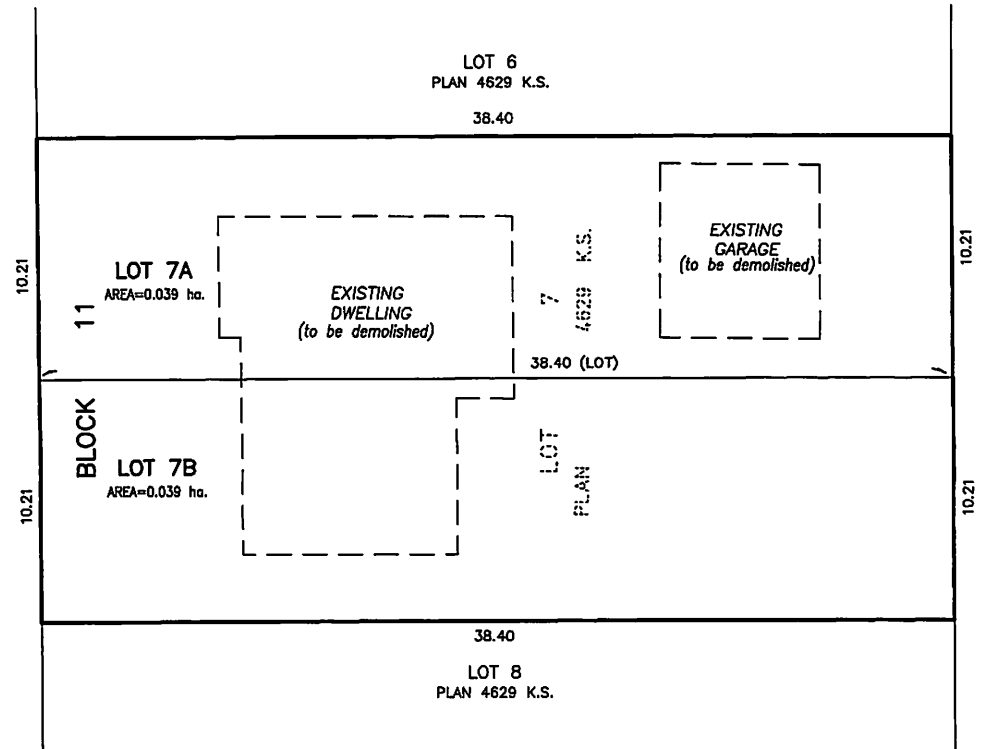 LOT 6
PLAN 4629 K.S.
38.40
10.21
LOT 7A
AREA=0.039 ha.
EXISTING
DWELLING
(to be demolished)
EXISTING
GARAGE
(to be demolished)
10.21
38.40 (LOT)
BLOCK 11
LOT 7
PLAN 4629 K.S.
LOT 7B
AREA=0.039 ha.
10.21
10.21
38.40
LOT 8
PLAN 4629 K.S.